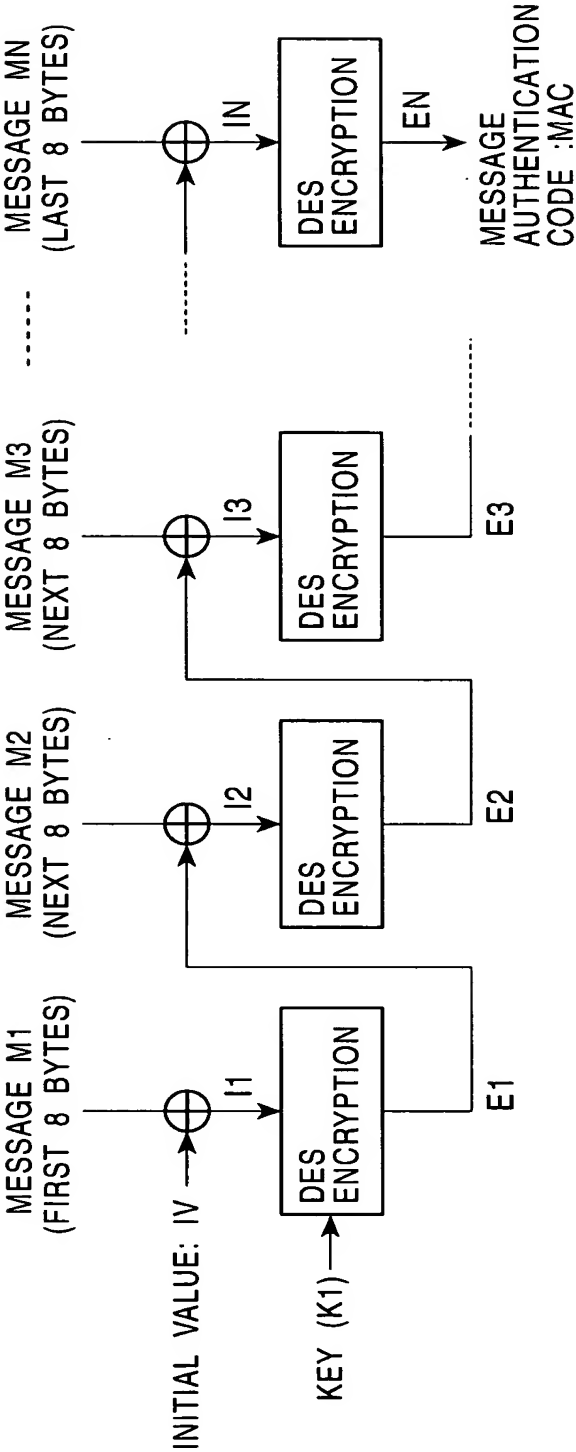 MESSAGE M1
(FIRST 8 BYTES)
MESSAGE M2
(NEXT 8 BYTES)
MESSAGE M3
(NEXT 8 BYTES)
MESSAGE MN
(LAST 8 BYTES)
INITIAL VALUE: IV
I1
I2
I3
IN
KEY (K1)
DES
ENCRYPTION
DES
ENCRYPTION
DES
ENCRYPTION
DES
ENCRYPTION
E1
E2
E3
EN
MESSAGE
AUTHENTICATION
CODE :MAC